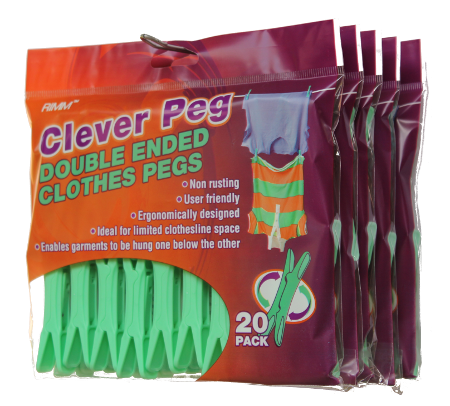 RIMM™
Clever Peg
DOUBLE ENDED
CLOTHES PEGS
• Non rusting
• User friendly
• Ergonomically designed
• Ideal for limited clothesline space
• Enables garments to be hung one below the other
20
PACK